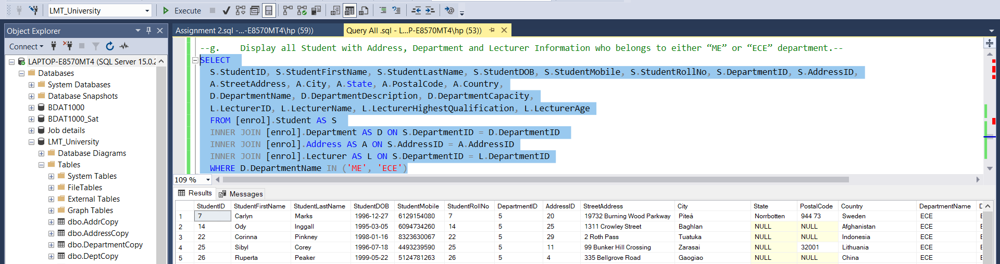 LMT_University Execute
Object Explorer
Assignment 2.sql -...-E8570MT4\hp (59))
Query All .sql - L...P-E8570MT4\hp (53))
Connect
LAPTOP-E8570MT4 (SQL Server 15.0.2
Databases
System Databases
Database Snapshots
BDAT1000
BDAT1000_Sat
Job details
LMT_University
Database Diagrams
Tables
System Tables
FileTables
External Tables
Graph Tables
dbo.AddrCopy
dbo.AddressCopy
dbo.DepartmentCopy
dbo.DeptCopy
--g. Display all Student with Address, Department and Lecturer Information who belongs to either “ME” or “ECE” department.--
SELECT
S.StudentID, S.StudentFirstName, S.StudentLastName, S.StudentDOB, S.StudentMobile, S.StudentRollNo, S.DepartmentID, S.AddressID,
A.StreetAddress, A.City, A.State, A.PostalCode, A.Country,
D.DepartmentName, D.DepartmentDescription, D.DepartmentCapacity,
L.LecturerID, L.LecturerName, L.LecturerHighestQualification, L.LecturerAge
FROM [enrol].Student AS S
INNER JOIN [enrol].Department AS D ON S.DepartmentID = D.DepartmentID
INNER JOIN [enrol].Address AS A ON S.AddressID = A.AddressID
INNER JOIN [enrol].Lecturer AS L ON S.DepartmentID = L.DepartmentID
WHERE D.DepartmentName IN ('ME', 'ECE')
109 %
Results Messages
StudentID StudentFirstName StudentLastName StudentDOB StudentMobile StudentRollNo DepartmentID AddressID StreetAddress City State PostalCode Country DepartmentName
1 7 Carlyn Marks 1996-12-27 6129154080 7 5 20 19732 Burning Wood Parkway Piteå Norrbotten 944 73 Sweden ECE
2 14 Ody Inggall 1995-03-05 6094734260 14 5 25 1311 Crowley Street Baghlan NULL NULL Afghanistan ECE
3 22 Corinna Pinkney 1998-01-16 8323630067 22 5 29 2 Roth Pass Tuatuka NULL NULL Indonesia ECE
4 25 Sibyl Corey 1996-07-18 4493239590 25 5 11 99 Bunker Hill Crossing Zarasai NULL 32001 Lithuania ECE
5 26 Ruperta Peaker 1999-05-22 5124781263 26 5 4 335 Bellgrove Road Gaogiao NULL NULL China ECE